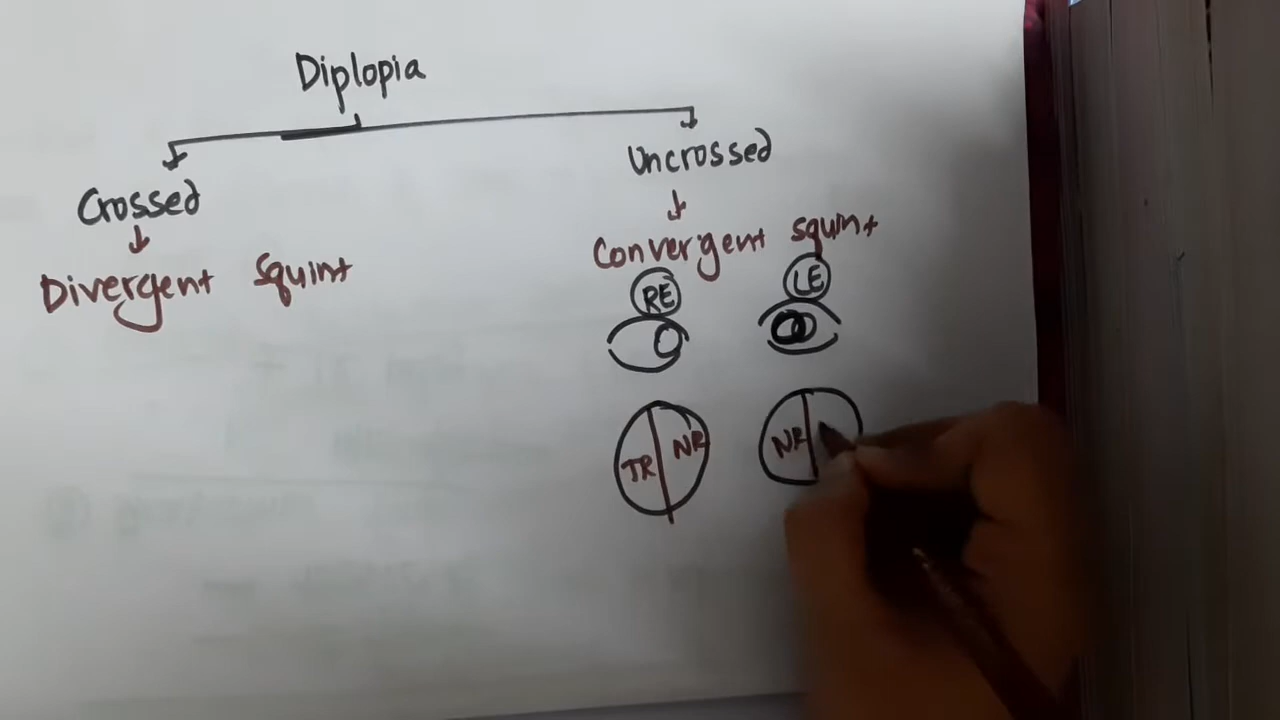 Diplopia
Crossed
Uncrossed
Divergent Squint
Convergent squint
RE
LE
TR
NR
NR